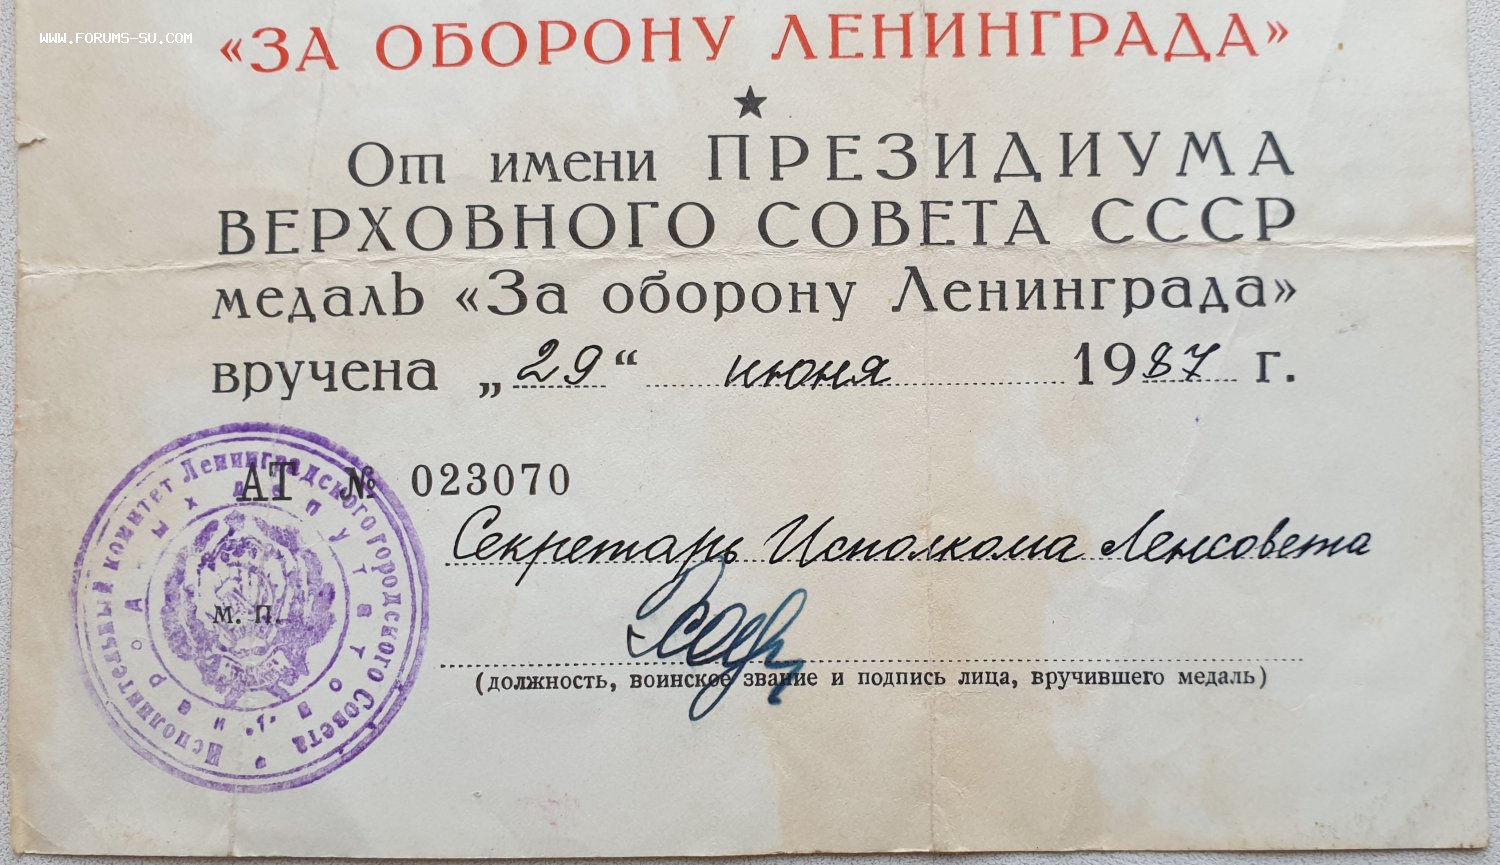 WWW.FORUMS-SU.COM
«ЗА ОБОРОНУ ЛЕНИНГРАДА»
От имени ПРЕЗИДИУМА
ВЕРХОВНОГО СОВЕТА СССР
медаль «За оборону Ленинграда»
вручена „29“ июня 1987 г.
АТ № 023070
Секретарь Исполкома Ленсовета
М. П.
(должность, воинское звание и подпись лица, вручившего медаль)
Исполнительный комитет Ленинградского городского Совета
народных депутатов